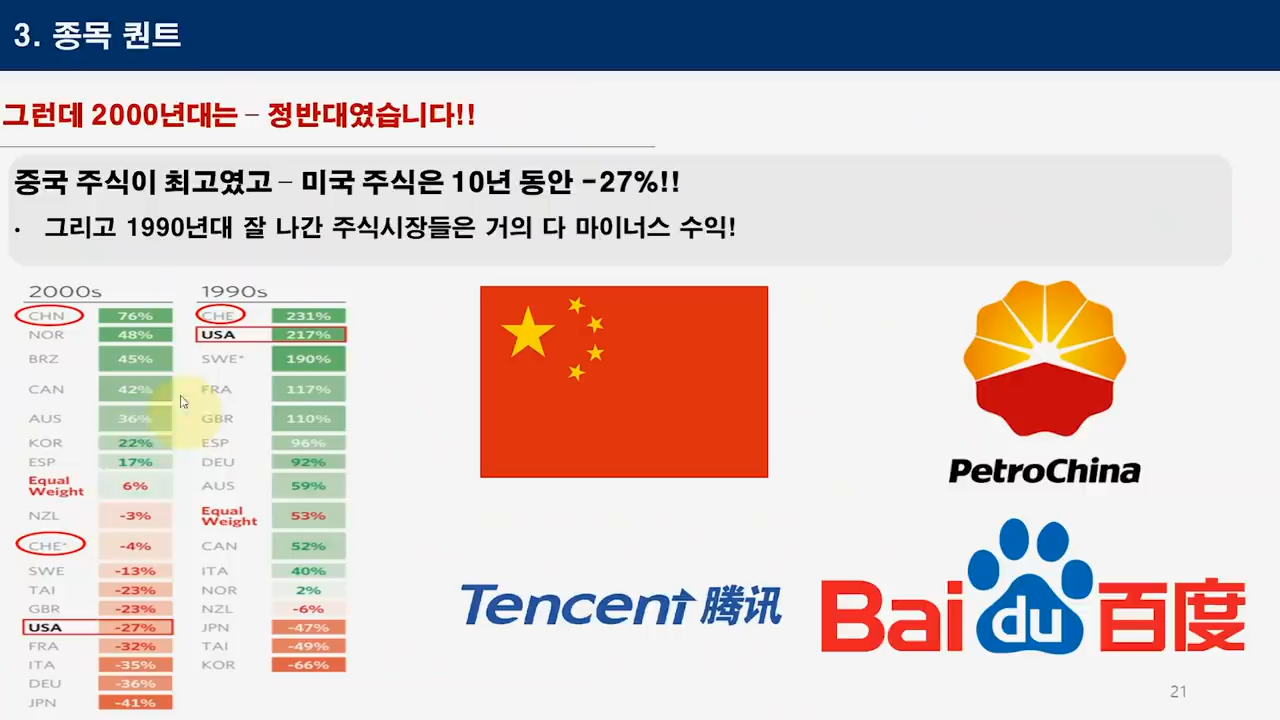 3. 종목 퀀트
그런데 2000년대는 – 정반대였습니다!!
중국 주식이 최고였고 – 미국 주식은 10년 동안 -27%!!
· 그리고 1990년대 잘 나간 주식시장들은 거의 다 마이너스 수익!
2000s
CHN 76%
NOR 48%
BRZ 45%
CAN 42%
AUS 36%
KOR 22%
ESP 17%
Equal
Weight 6%
NZL -3%
CHE* -4%
SWE -13%
TAI -23%
GBR -23%
USA -27%
FRA -32%
ITA -35%
DEU -36%
JPN -41%
1990s
CHE 231%
USA 217%
SWE* 190%
FRA 117%
GBR 110%
ESP 96%
DEU 92%
AUS 59%
Equal
Weight 53%
CAN 52%
ITA 40%
NOR 2%
NZL -6%
JPN -47%
TAI -49%
KOR -66%
PetroChina
Tencent 腾讯
Bai du 百度
21